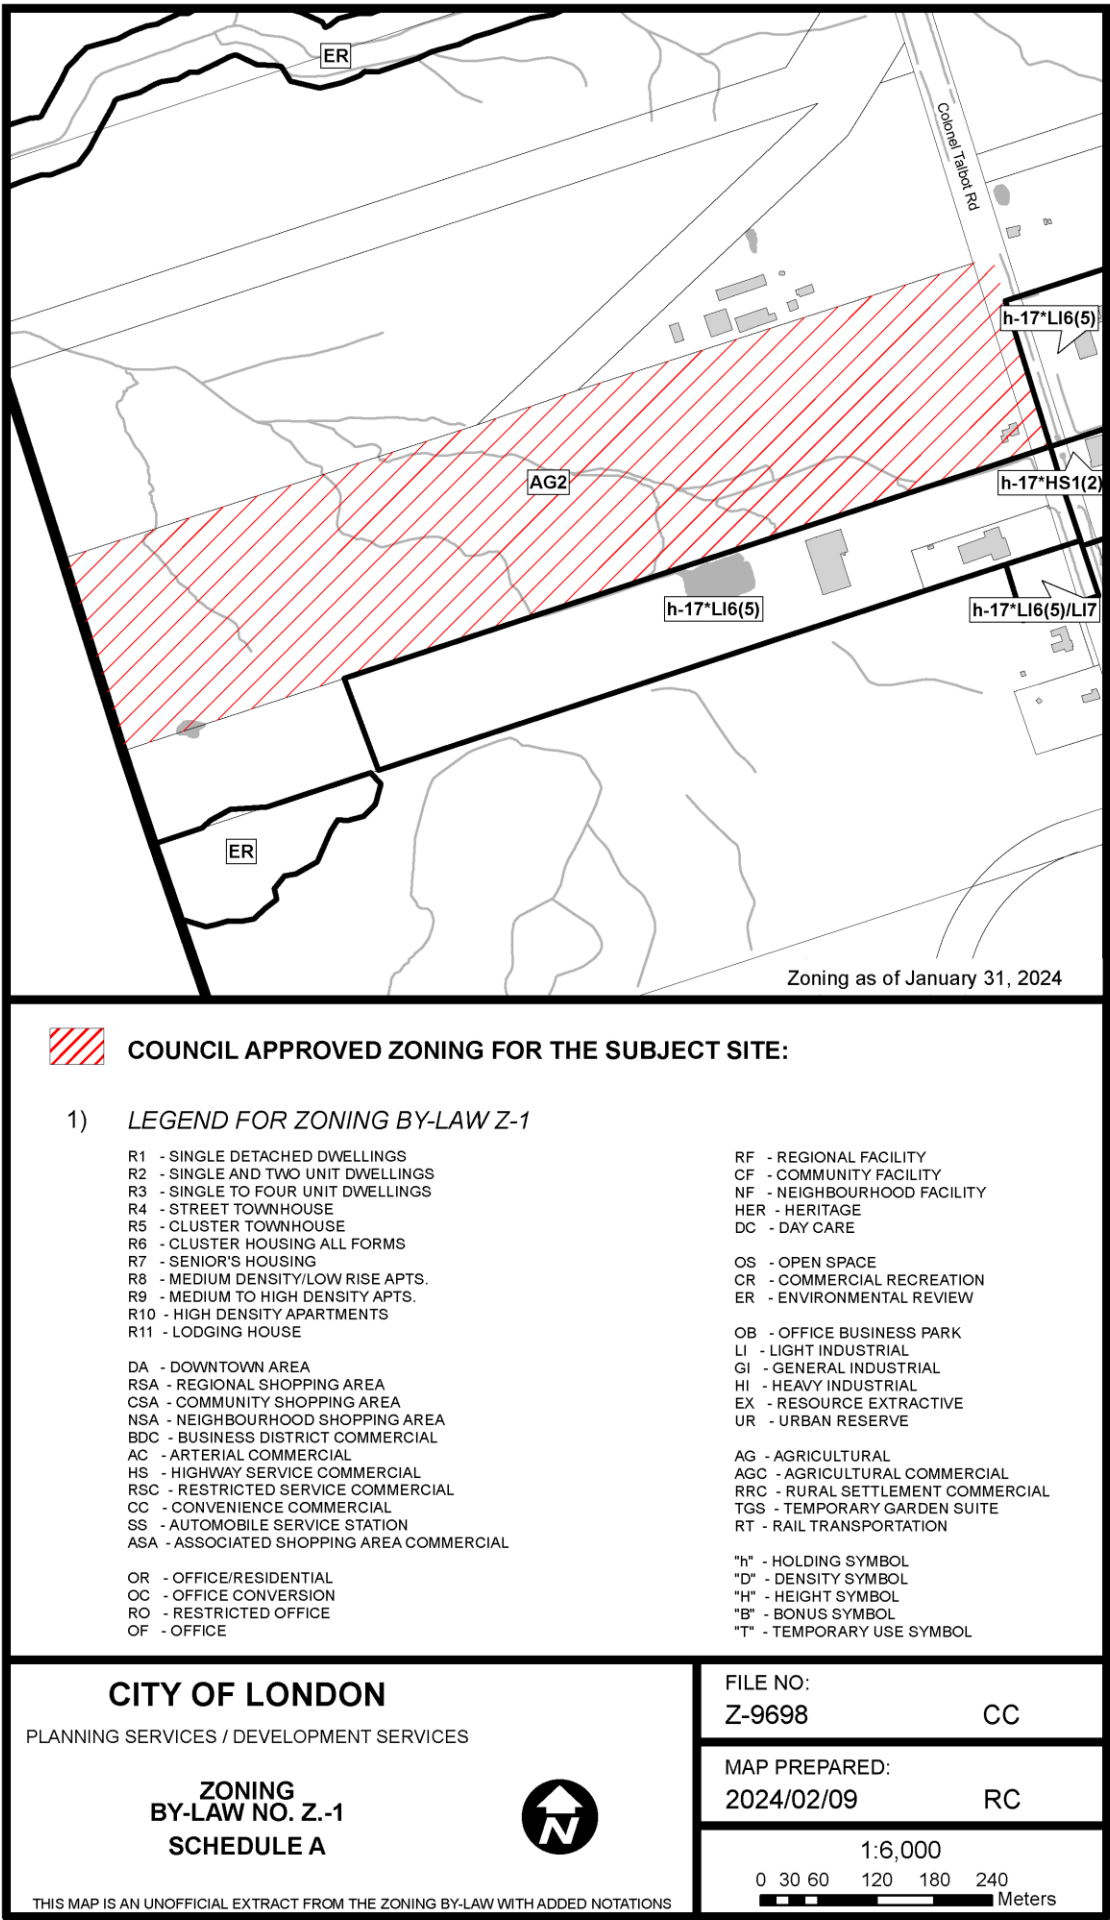 ER
Colonel Talbot Rd
h-17*LI6(5)
AG2
h-17*HS1(2)
h-17*LI6(5)
h-17*LI6(5)/LI7
ER
Zoning as of January 31, 2024
COUNCIL APPROVED ZONING FOR THE SUBJECT SITE:
1) LEGEND FOR ZONING BY-LAW Z-1
R1 - SINGLE DETACHED DWELLINGS
R2 - SINGLE AND TWO UNIT DWELLINGS
R3 - SINGLE TO FOUR UNIT DWELLINGS
R4 - STREET TOWNHOUSE
R5 - CLUSTER TOWNHOUSE
R6 - CLUSTER HOUSING ALL FORMS
R7 - SENIOR'S HOUSING
R8 - MEDIUM DENSITY/LOW RISE APTS.
R9 - MEDIUM TO HIGH DENSITY APTS.
R10 - HIGH DENSITY APARTMENTS
R11 - LODGING HOUSE
DA - DOWNTOWN AREA
RSA - REGIONAL SHOPPING AREA
CSA - COMMUNITY SHOPPING AREA
NSA - NEIGHBOURHOOD SHOPPING AREA
BDC - BUSINESS DISTRICT COMMERCIAL
AC - ARTERIAL COMMERCIAL
HS - HIGHWAY SERVICE COMMERCIAL
RSC - RESTRICTED SERVICE COMMERCIAL
CC - CONVENIENCE COMMERCIAL
SS - AUTOMOBILE SERVICE STATION
ASA - ASSOCIATED SHOPPING AREA COMMERCIAL
OR - OFFICE/RESIDENTIAL
OC - OFFICE CONVERSION
RO - RESTRICTED OFFICE
OF - OFFICE
RF - REGIONAL FACILITY
CF - COMMUNITY FACILITY
NF - NEIGHBOURHOOD FACILITY
HER - HERITAGE
DC - DAY CARE
OS - OPEN SPACE
CR - COMMERCIAL RECREATION
ER - ENVIRONMENTAL REVIEW
OB - OFFICE BUSINESS PARK
LI - LIGHT INDUSTRIAL
GI - GENERAL INDUSTRIAL
HI - HEAVY INDUSTRIAL
EX - RESOURCE EXTRACTIVE
UR - URBAN RESERVE
AG - AGRICULTURAL
AGC - AGRICULTURAL COMMERCIAL
RRC - RURAL SETTLEMENT COMMERCIAL
TGS - TEMPORARY GARDEN SUITE
RT - RAIL TRANSPORTATION
"h" - HOLDING SYMBOL
"D" - DENSITY SYMBOL
"H" - HEIGHT SYMBOL
"B" - BONUS SYMBOL
"T" - TEMPORARY USE SYMBOL
CITY OF LONDON
PLANNING SERVICES / DEVELOPMENT SERVICES
ZONING
BY-LAW NO. Z.-1
SCHEDULE A
N
THIS MAP IS AN UNOFFICIAL EXTRACT FROM THE ZONING BY-LAW WITH ADDED NOTATIONS
FILE NO:
Z-9698 CC
MAP PREPARED:
2024/02/09 RC
1:6,000
0 30 60 120 180 240
Meters